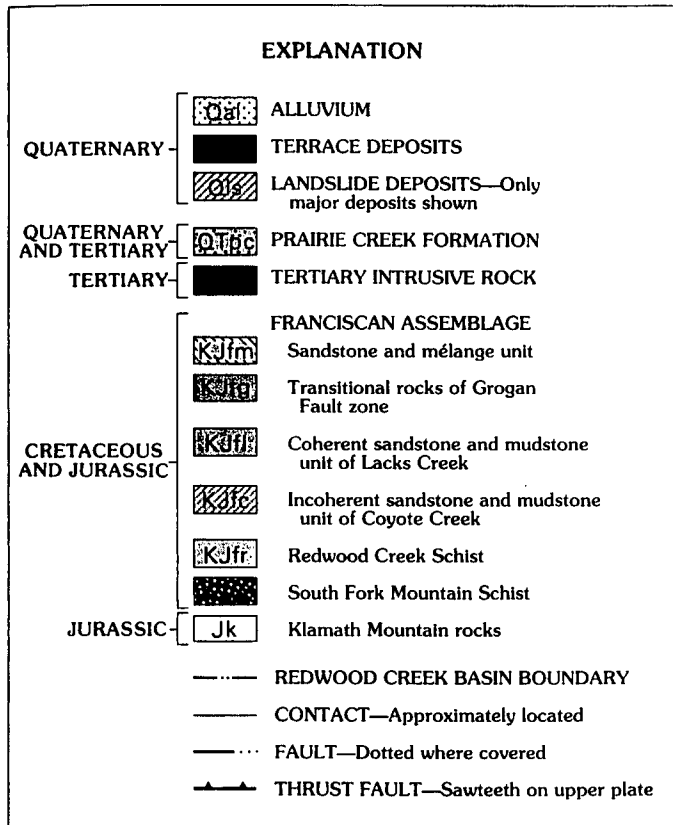 EXPLANATION
QUATERNARY
Qal ALLUVIUM
TERRACE DEPOSITS
Qls LANDSLIDE DEPOSITS—Only
major deposits shown
QUATERNARY
AND TERTIARY
QTpc PRAIRIE CREEK FORMATION
TERTIARY
TERTIARY INTRUSIVE ROCK
CRETACEOUS
AND JURASSIC
FRANCISCAN ASSEMBLAGE
KJfm Sandstone and mélange unit
KJfg Transitional rocks of Grogan
Fault zone
KJfl Coherent sandstone and mudstone
unit of Lacks Creek
KJfc Incoherent sandstone and mudstone
unit of Coyote Creek
KJfr Redwood Creek Schist
South Fork Mountain Schist
JURASSIC
Jk Klamath Mountain rocks
REDWOOD CREEK BASIN BOUNDARY
CONTACT—Approximately located
FAULT—Dotted where covered
THRUST FAULT—Sawteeth on upper plate